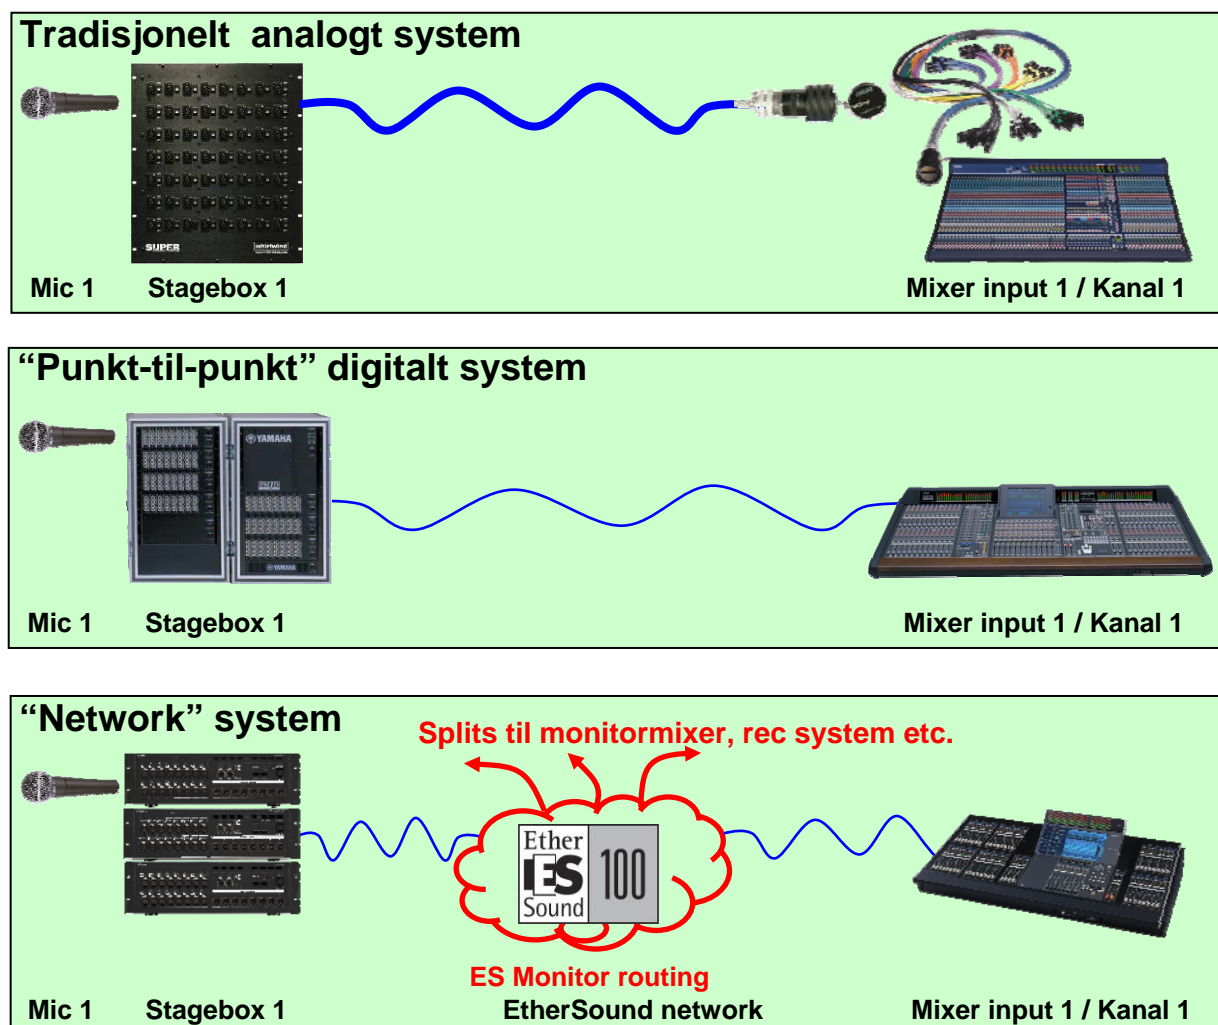 Tradisjonelt analogt system
SUPER
whirlwind
Mic 1
Stagebox 1
Mixer input 1 / Kanal 1
“Punkt-til-punkt” digitalt system
YAMAHA
YAMAHA
Mic 1
Stagebox 1
Mixer input 1 / Kanal 1
“Network” system
Splits til monitormixer, rec system etc.
Ether
ES
Sound
100
ES Monitor routing
Mic 1
Stagebox 1
EtherSound network
Mixer input 1 / Kanal 1